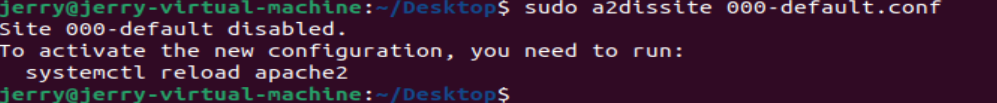 jerry@jerry-virtual-machine:~/Desktop$ sudo a2dissite 000-default.conf
Site 000-default disabled.
To activate the new configuration, you need to run:
  systemctl reload apache2
jerry@jerry-virtual-machine:~/Desktop$